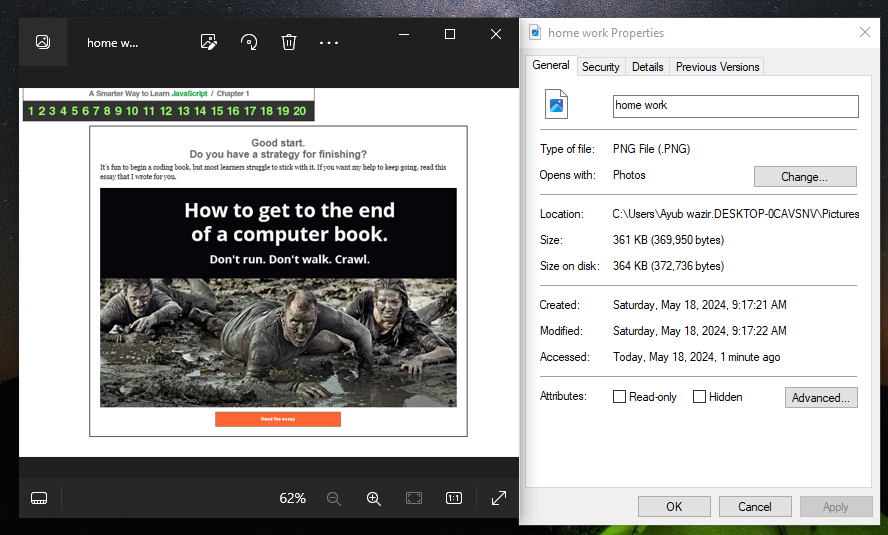 home w...
A Smarter Way to Learn JavaScript / Chapter 1
1 2 3 4 5 6 7 8 9 10 11 12 13 14 15 16 17 18 19 20
Good start.
Do you have a strategy for finishing?
It's fun to begin a coding book, but most learners struggle to stick with it. If you want my help to keep going, read this
essay that I wrote for you.
How to get to the end
of a computer book.
Don't run. Don't walk. Crawl.
Read the essay
62%
1:1
home work Properties
General Security Details Previous Versions
home work
Type of file: PNG File (.PNG)
Opens with: Photos Change...
Location: C:\Users\Ayub wazir.DESKTOP-0CAVSNV\Pictures
Size: 361 KB (369,950 bytes)
Size on disk: 364 KB (372,736 bytes)
Created: Saturday, May 18, 2024, 9:17:21 AM
Modified: Saturday, May 18, 2024, 9:17:22 AM
Accessed: Today, May 18, 2024, 1 minute ago
Attributes: Read-only Hidden Advanced...
OK Cancel Apply